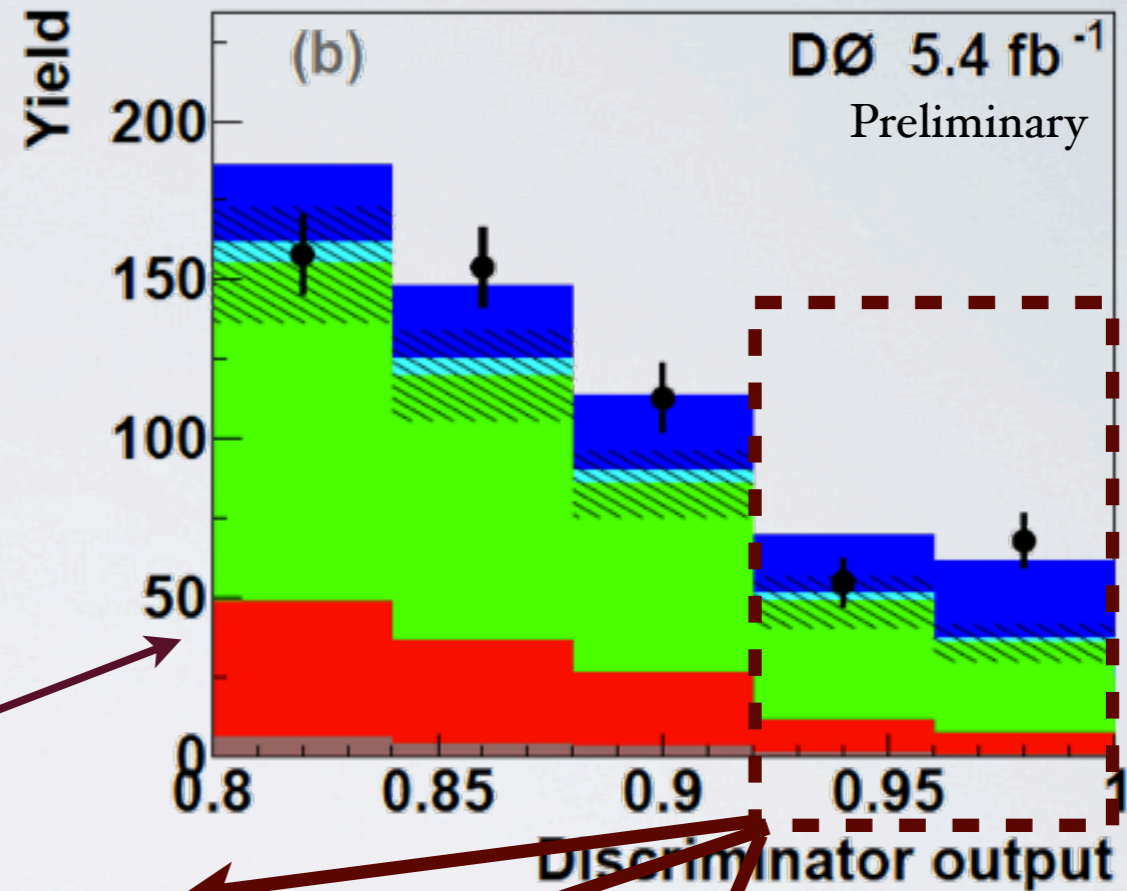 (b)
DØ 5.4 fb⁻¹
Preliminary
Yield
200
150
100
50
0
0.8 0.85 0.9 0.95 1
Discriminator output